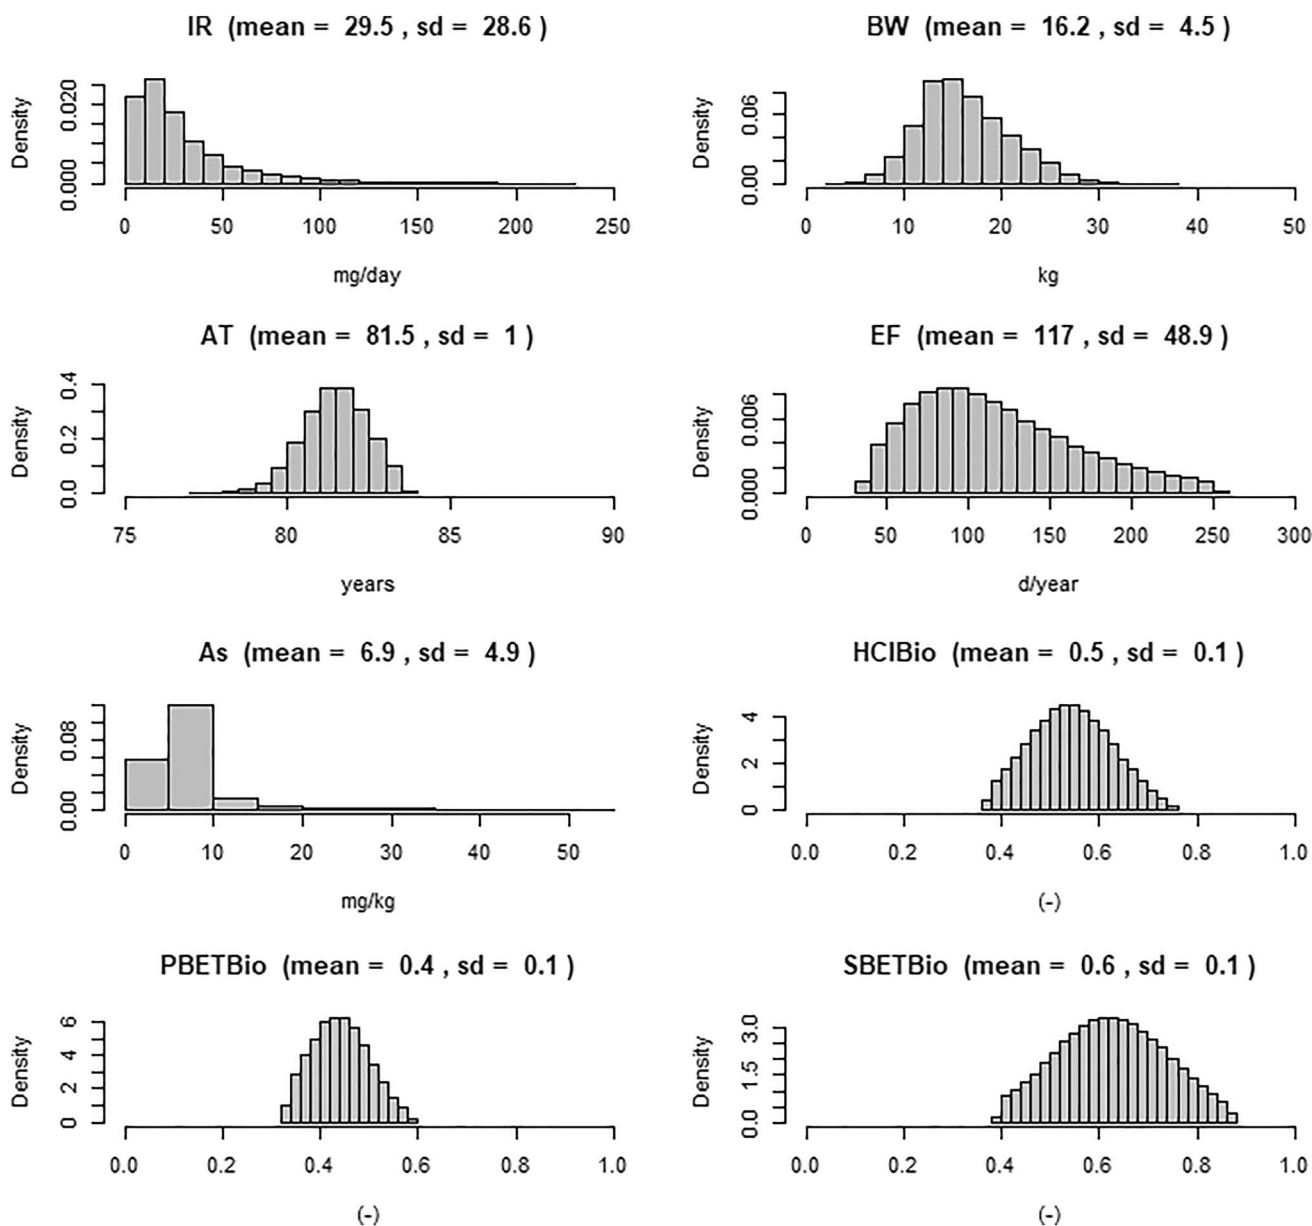 IR (mean = 29.5 , sd = 28.6 )
Density
0.000 0.020
0 50 100 150 200 250
mg/day
BW (mean = 16.2 , sd = 4.5 )
Density
0.00 0.06
0 10 20 30 40 50
kg
AT (mean = 81.5 , sd = 1 )
Density
0.0 0.2 0.4
75 80 85 90
years
EF (mean = 117 , sd = 48.9 )
Density
0.000 0.006
0 50 100 150 200 250 300
d/year
As (mean = 6.9 , sd = 4.9 )
Density
0.00 0.08
0 10 20 30 40 50
mg/kg
HClBio (mean = 0.5 , sd = 0.1 )
Density
0 2 4
0.0 0.2 0.4 0.6 0.8 1.0
(-)
PBETBio (mean = 0.4 , sd = 0.1 )
Density
0 2 4 6
0.0 0.2 0.4 0.6 0.8 1.0
(-)
SBETBio (mean = 0.6 , sd = 0.1 )
Density
0.0 1.5 3.0
0.0 0.2 0.4 0.6 0.8 1.0
(-)